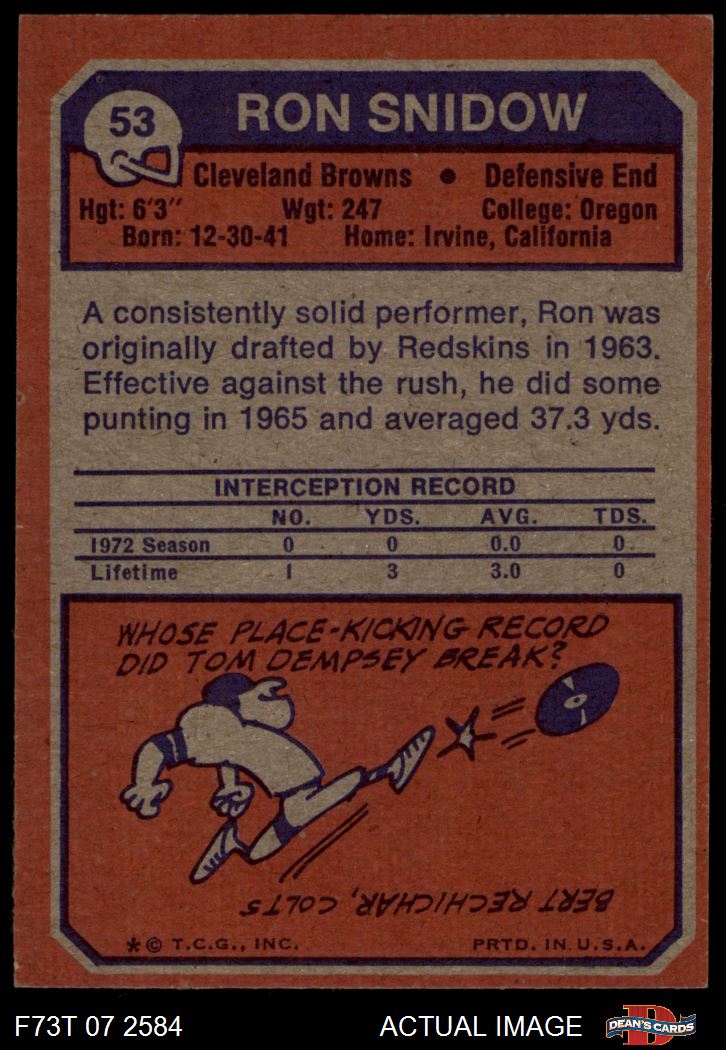 53
RON SNIDOW
Cleveland Browns • Defensive End
Hgt: 6'3" Wgt: 247 College: Oregon
Born: 12-30-41 Home: Irvine, California
A consistently solid performer, Ron was
originally drafted by Redskins in 1963.
Effective against the rush, he did some
punting in 1965 and averaged 37.3 yds.
INTERCEPTION RECORD
NO. YDS. AVG. TDS.
1972 Season 0 0 0.0 0
Lifetime 1 3 3.0 0
WHOSE PLACE-KICKING RECORD
DID TOM DEMPSEY BREAK?
BERT RECHICHAR, COLTS
* © T.C.G., INC. PRTD. IN U.S.A.
F73T 07 2584 ACTUAL IMAGE D DEAN'S CARDS